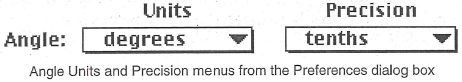 Units Precision
Angle: degrees tenths
Angle Units and Precision menus from the Preferences dialog box